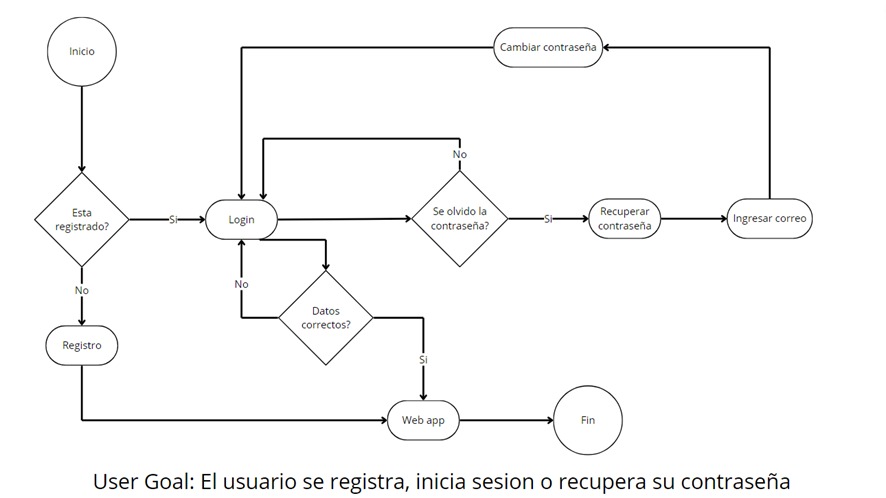 Inicio
Cambiar contraseña
No
Esta
registrado?
Si
Login
Se olvido la
contraseña?
Si
Recuperar
contraseña
Ingresar correo
No
No
Datos
correctos?
Registro
Si
Web app
Fin
User Goal: El usuario se registra, inicia sesion o recupera su contraseña